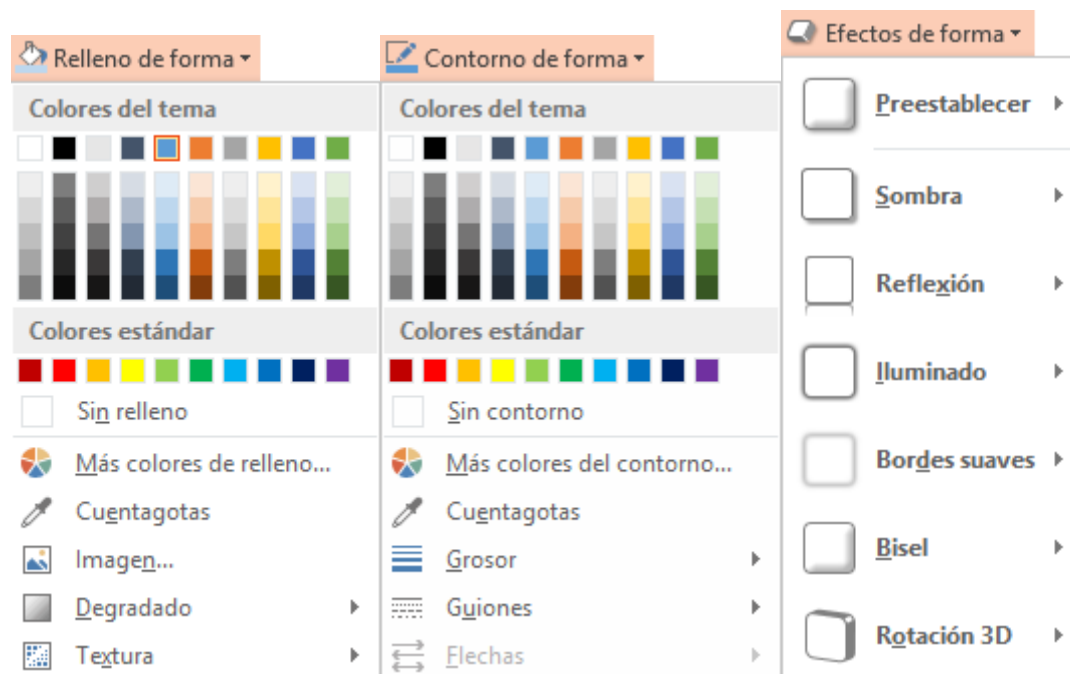 Relleno de forma
Colores del tema
Colores estándar
Sin relleno
Más colores de relleno...
Cuentagotas
Imagen...
Degradado
Textura
Contorno de forma
Colores del tema
Colores estándar
Sin contorno
Más colores del contorno...
Cuentagotas
Grosor
Guiones
Flechas
Efectos de forma
Preestablecer
Sombra
Reflexión
Iluminado
Bordes suaves
Bisel
Rotación 3D